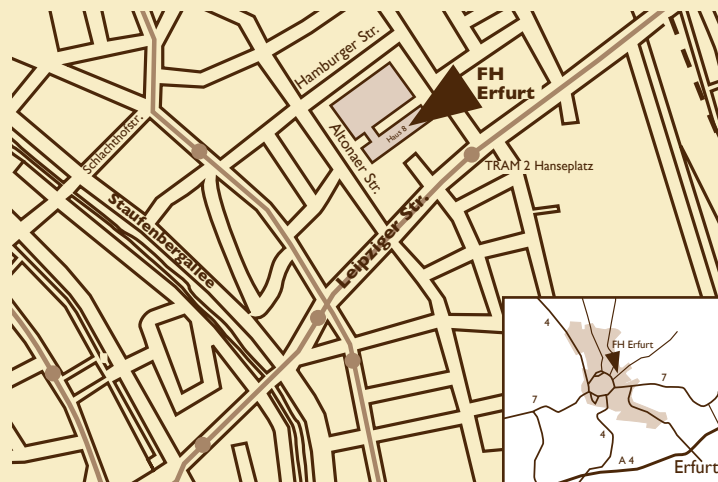 Hamburger Str.
FH
Erfurt
Haus 8
Schlachthofstr.
Altonaer Str.
TRAM 2 Hanseplatz
Staufenbergallee
Leipziger Str.
4
FH Erfurt
7
7
4
A 4
Erfurt